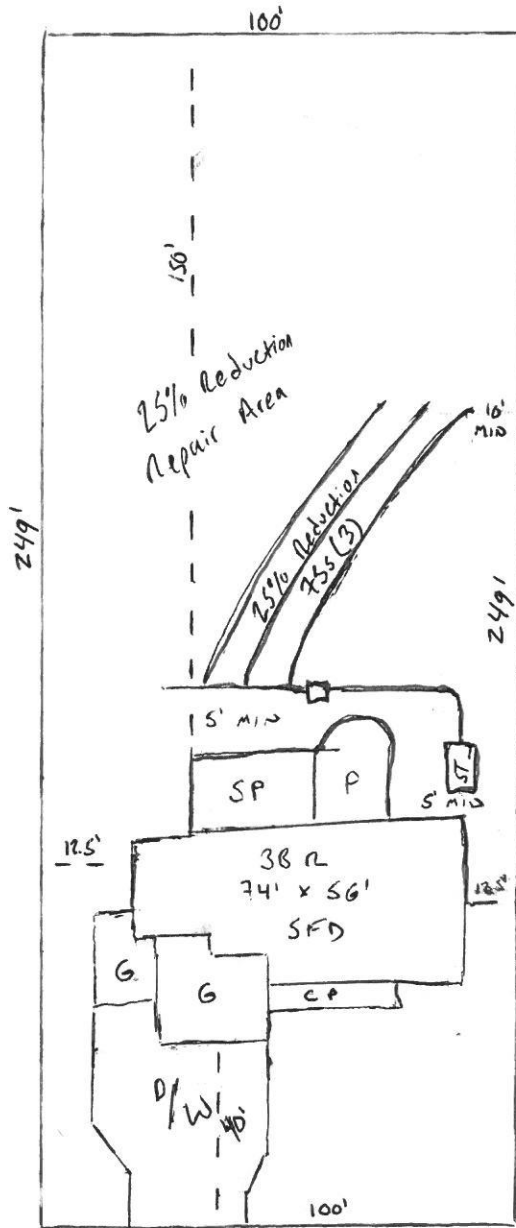 100'
150'
25% Reduction
Repair Area
10'
MIN
25% Reduction
75s (3)
249'
249'
5' MIN
ST
SP
P
5' MIN
12.5'
3BR
74' x 56'
SFD
G
G
CP
D/W
40'
100'